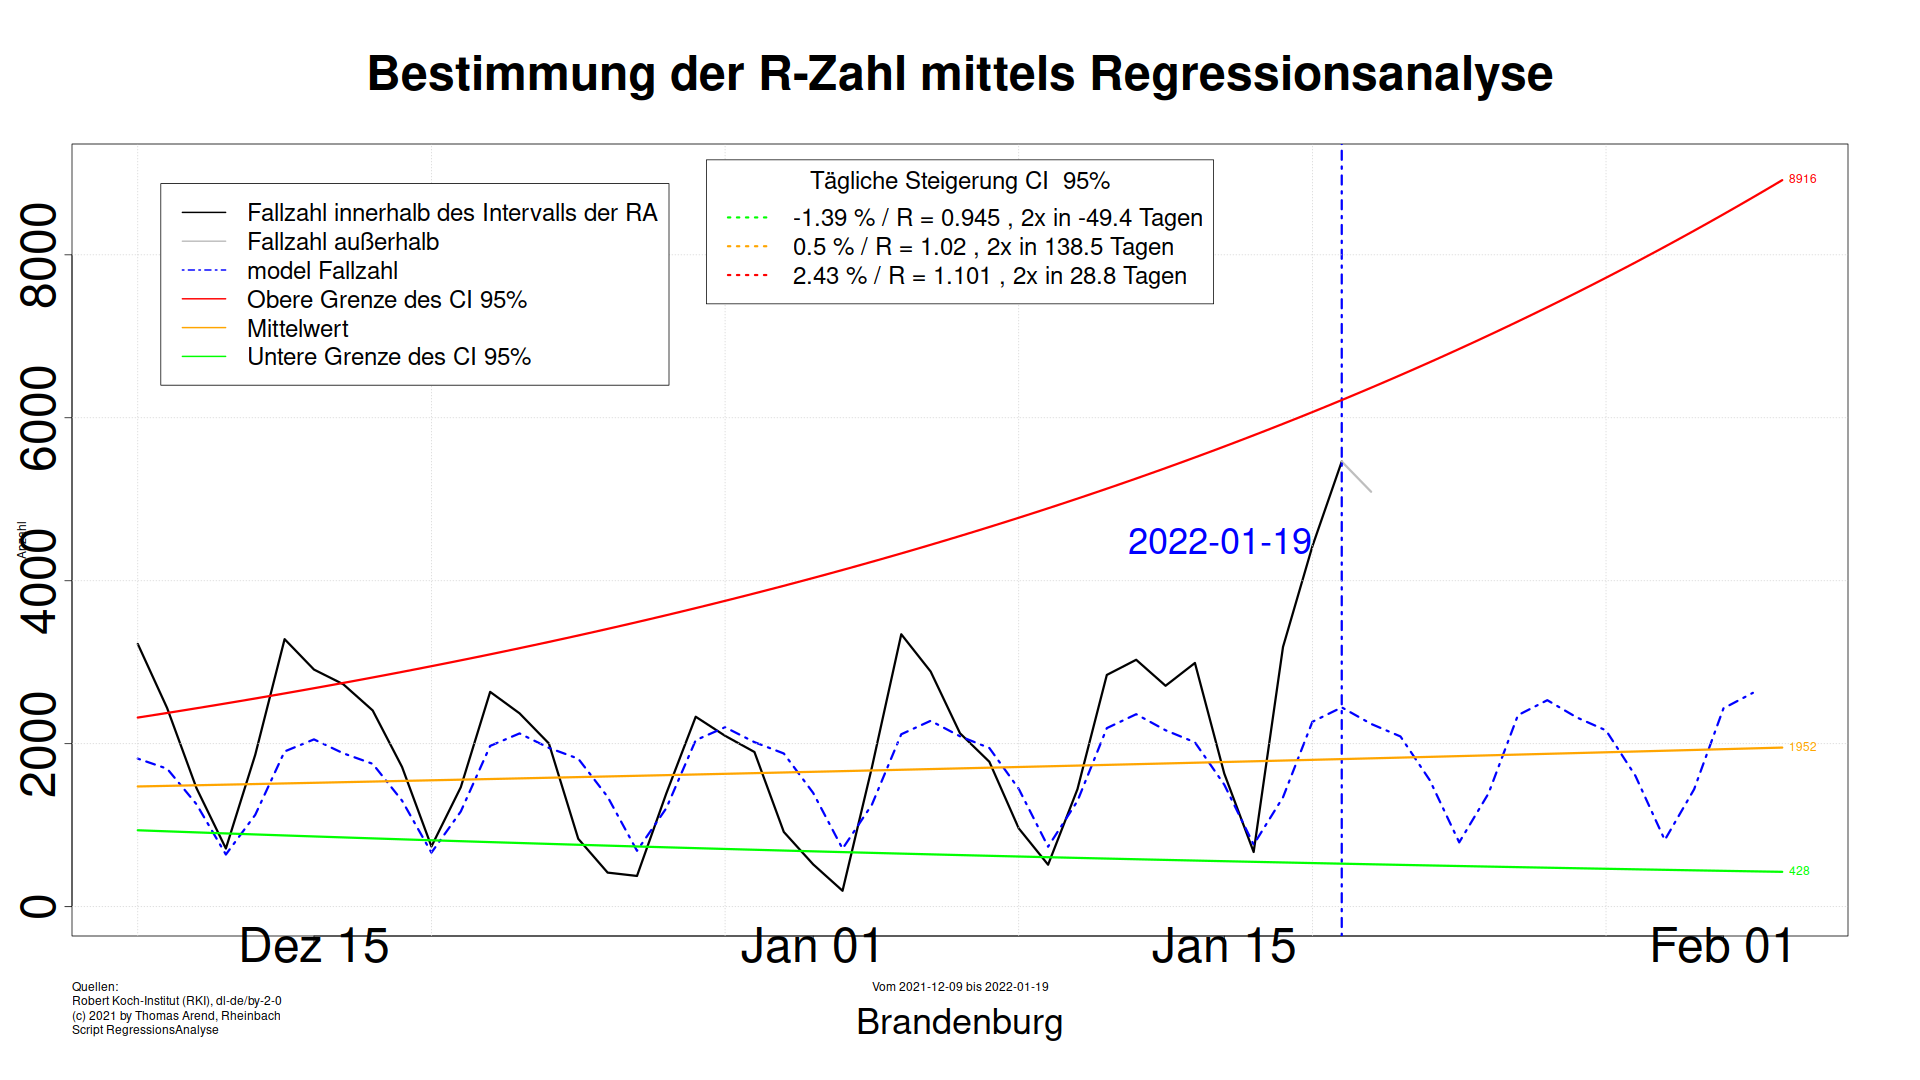 Bestimmung der R-Zahl mittels Regressionsanalyse
Fallzahl innerhalb des Intervalls der RA
Fallzahl außerhalb
model Fallzahl
Obere Grenze des CI 95%
Mittelwert
Untere Grenze des CI 95%
Tägliche Steigerung CI  95%
-1.39 % / R = 0.945 , 2x in -49.4 Tagen
0.5 % / R = 1.02 , 2x in 138.5 Tagen
2.43 % / R = 1.101 , 2x in 28.8 Tagen
8916
8000
6000
4000
2000
0
Anzahl
2022-01-19
1952
428
Dez 15
Jan 01
Jan 15
Feb 01
Quellen:
Robert Koch-Institut (RKI), dl-de/by-2-0
(c) 2021 by Thomas Arend, Rheinbach
Script RegressionsAnalyse
Vom 2021-12-09 bis 2022-01-19
Brandenburg